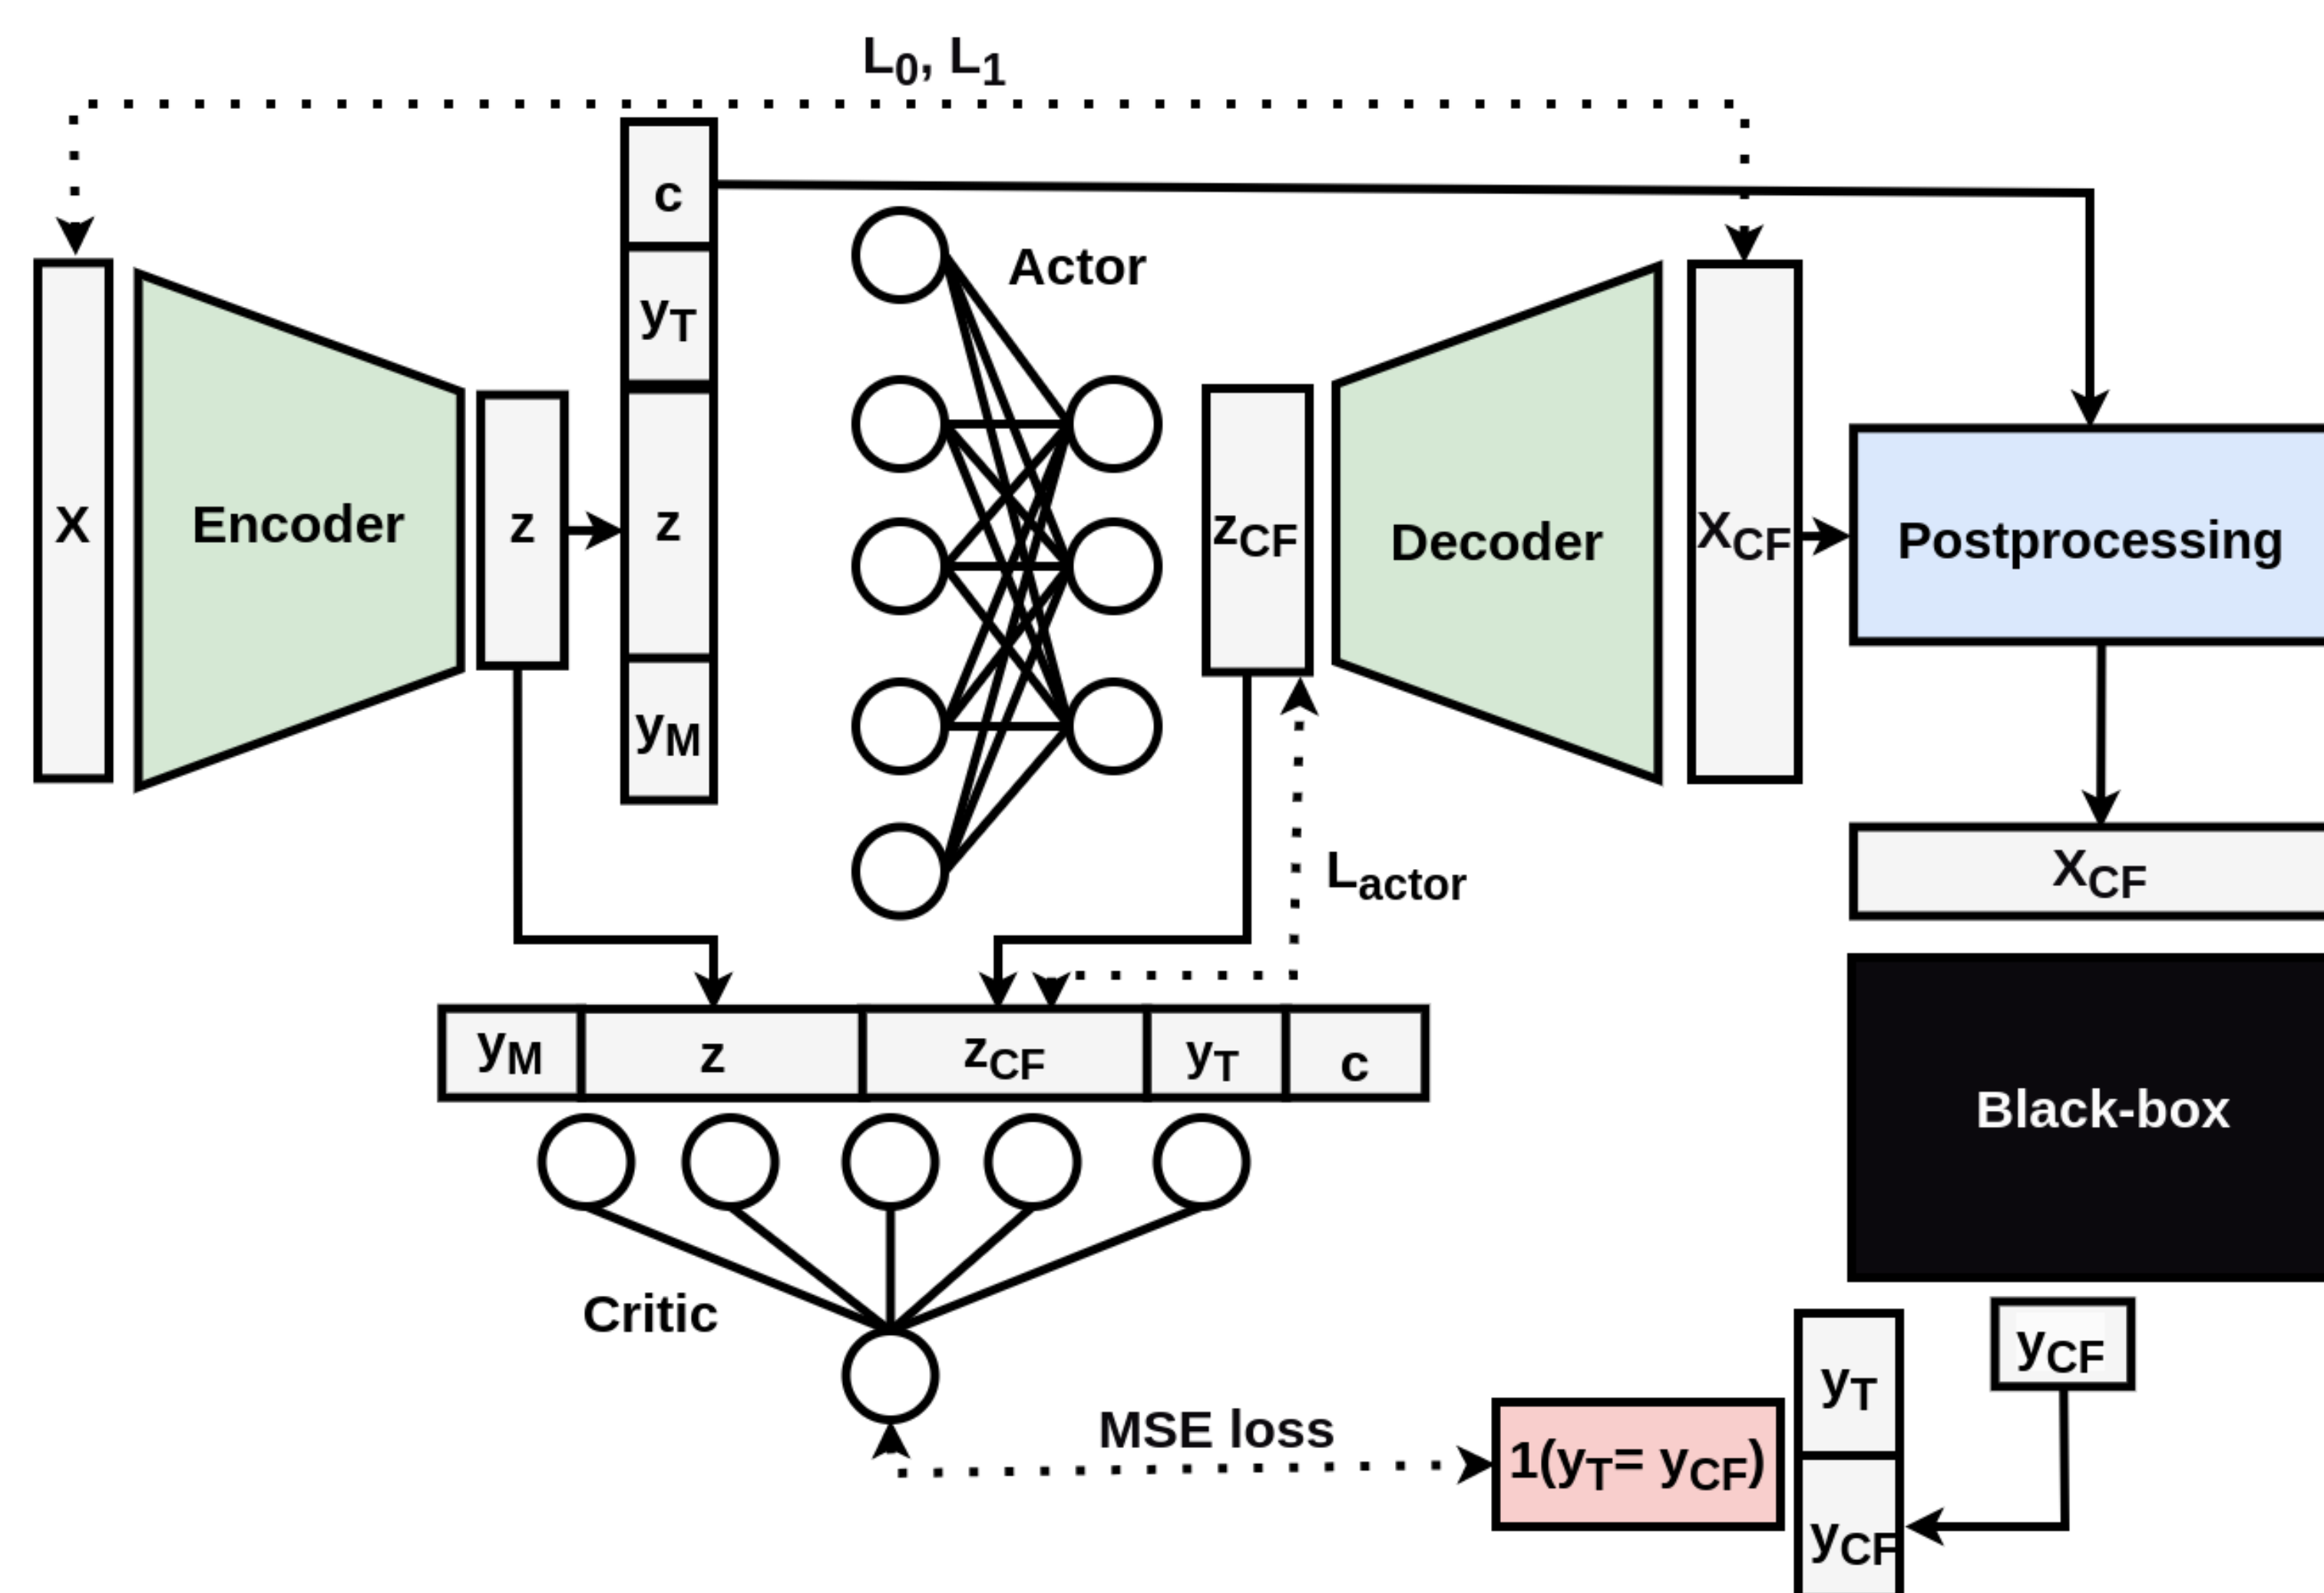 L0, L1
c
Actor
yT
X
Encoder
z
z
zCF
Decoder
XCF
Postprocessing
yM
Lactor
XCF
yM
z
zCF
yT
c
Black-box
Critic
yCF
yT
MSE loss
1(yT= yCF)
yCF